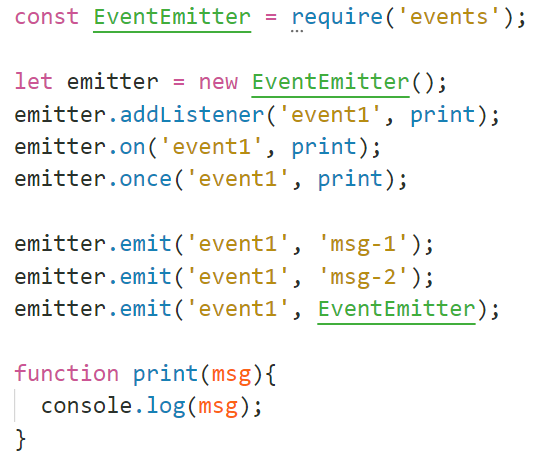 const EventEmitter = require('events');
let emitter = new EventEmitter();
emitter.addListener('event1', print);
emitter.on('event1', print);
emitter.once('event1', print);
emitter.emit('event1', 'msg-1');
emitter.emit('event1', 'msg-2');
emitter.emit('event1', EventEmitter);
function print(msg){
  console.log(msg);
}